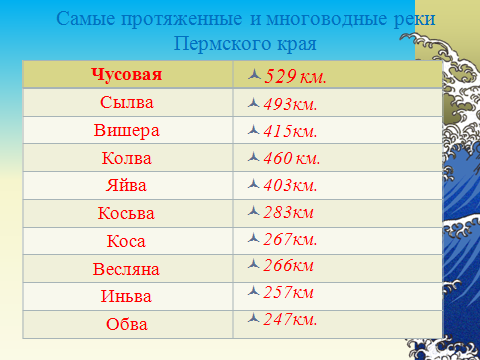 Самые протяженные и многоводные реки
Пермского края
Чусовая 529 км.
Сылва 493км.
Вишера 415км.
Колва 460 км.
Яйва 403км.
Косьва 283км
Коса 267км.
Весляна 266км
Иньва 257км
Обва 247км.